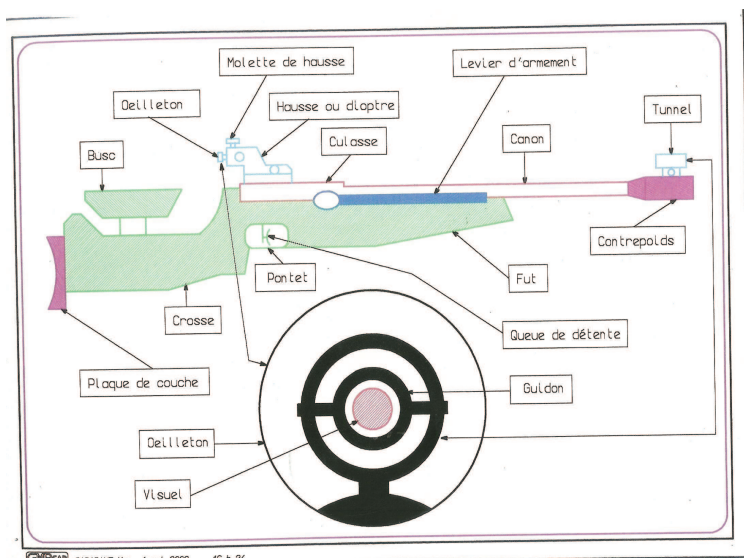 Molette de hausse
Levier d'armement
Oeilleton
Hausse ou dioptre
Tunnel
Culasse
Canon
Busc
Contrepoids
Pontet
Fut
Crosse
Queue de détente
Plaque de couche
Guidon
Oeilleton
Visuel